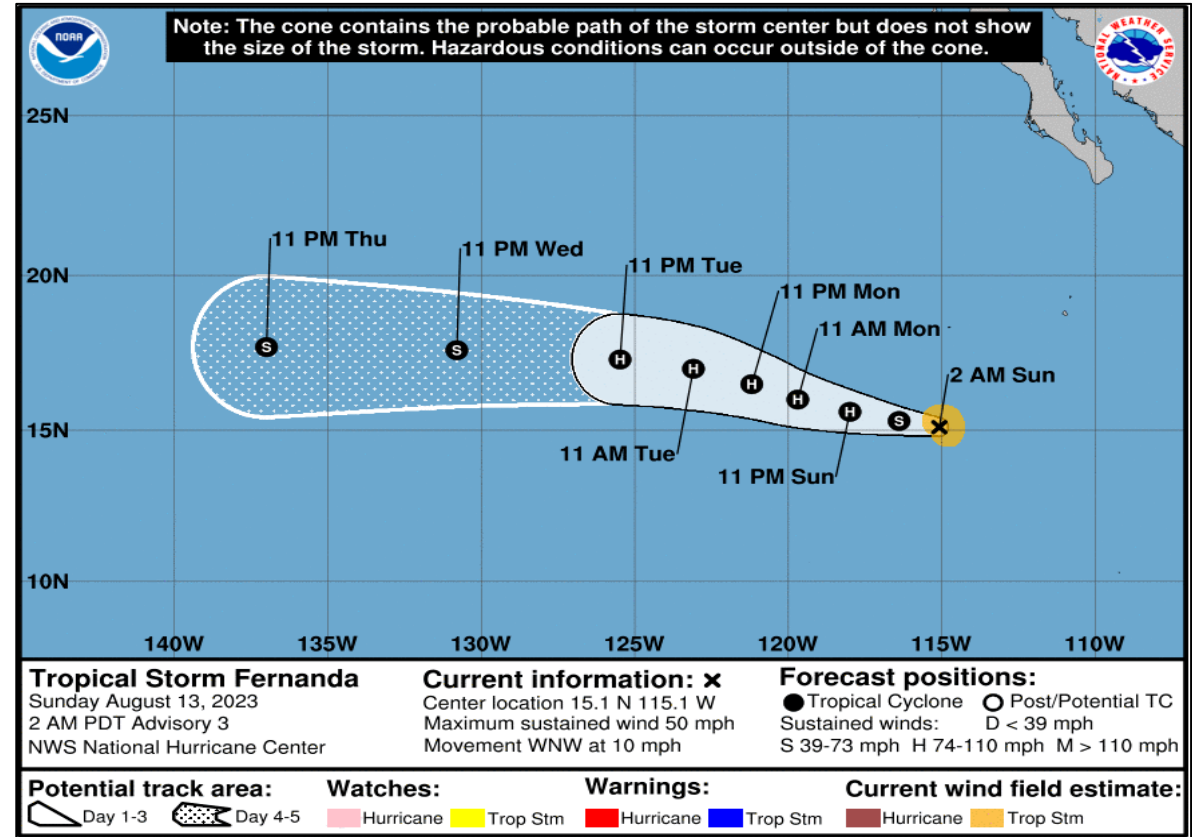 Note: The cone contains the probable path of the storm center but does not show
the size of the storm. Hazardous conditions can occur outside of the cone.
NOAA
NATIONAL WEATHER SERVICE
25N
20N
15N
10N
11 PM Thu
11 PM Wed
11 PM Tue
11 PM Mon
11 AM Mon
2 AM Sun
S
S
H
H
H
H
H
S
11 AM Tue
11 PM Sun
140W
135W
130W
125W
120W
115W
110W
Tropical Storm Fernanda
Sunday August 13, 2023
2 AM PDT Advisory 3
NWS National Hurricane Center
Current information: ×
Center location 15.1 N 115.1 W
Maximum sustained wind 50 mph
Movement WNW at 10 mph
Forecast positions:
Tropical Cyclone Post/Potential TC
Sustained winds: D < 39 mph
S 39-73 mph H 74-110 mph M > 110 mph
Potential track area:
Day 1-3 Day 4-5
Watches:
Hurricane Trop Stm
Warnings:
Hurricane Trop Stm
Current wind field estimate:
Hurricane Trop Stm